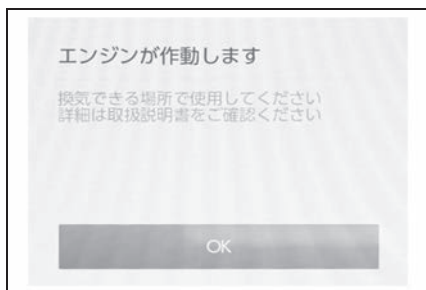 エンジンが作動します
換気できる場所で使用してください
詳細は取扱説明書をご確認ください
OK